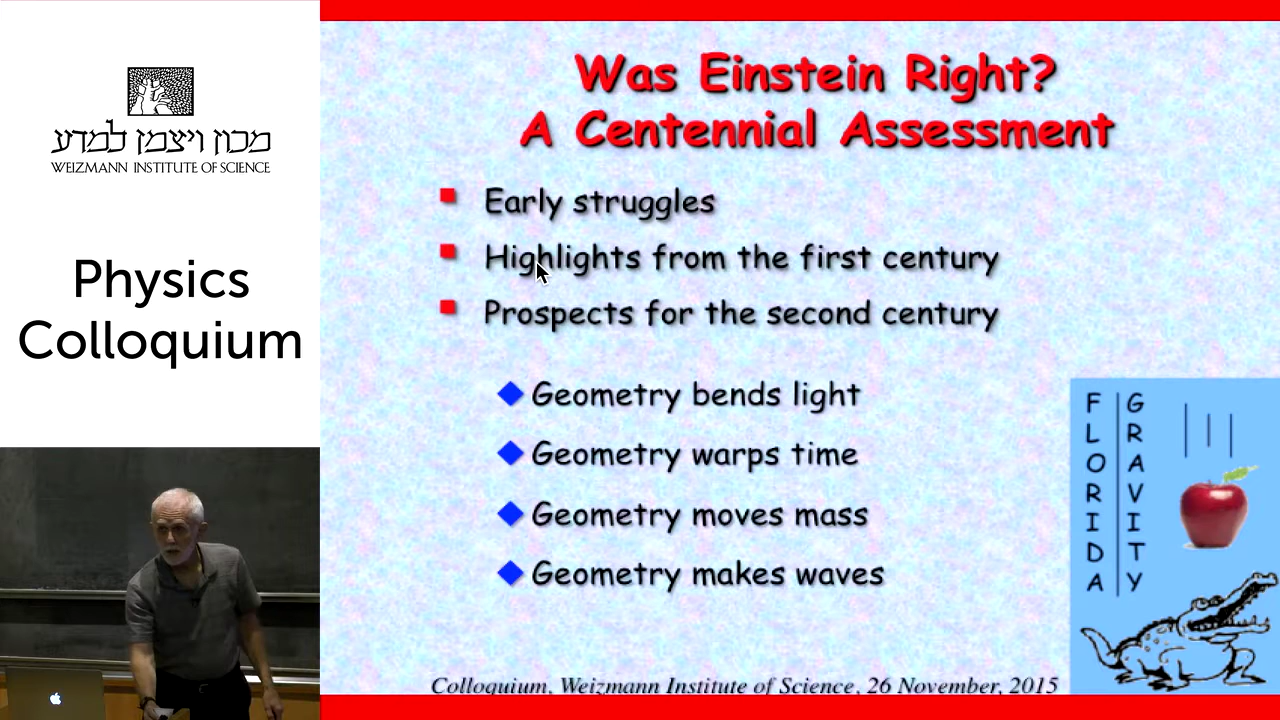 מכון ויצמן למדע
WEIZMANN INSTITUTE OF SCIENCE
Physics
Colloquium
Was Einstein Right?
A Centennial Assessment
Early struggles
Highlights from the first century
Prospects for the second century
Geometry bends light
Geometry warps time
Geometry moves mass
Geometry makes waves
FLORIDA
GRAVITY
Colloquium, Weizmann Institute of Science, 26 November, 2015